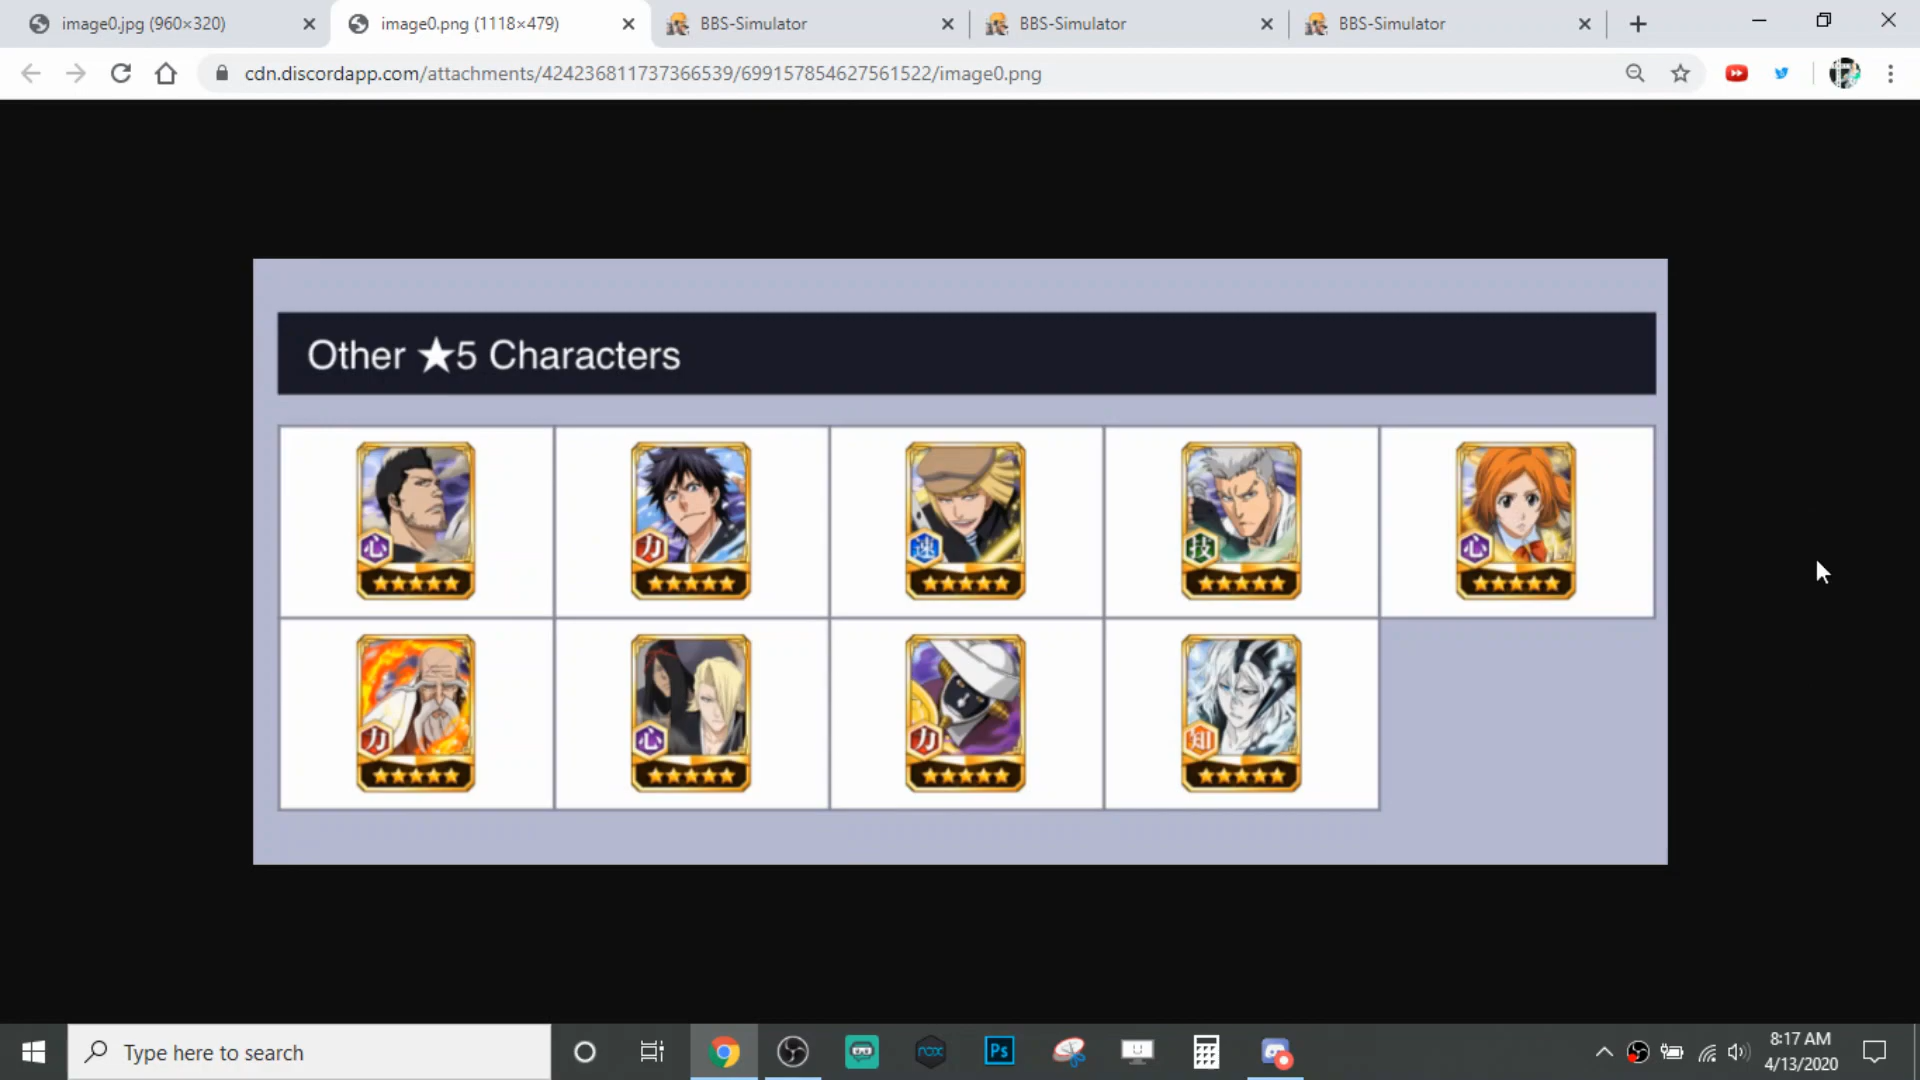 image0.jpg (960×320)
image0.png (1118×479)
BBS-Simulator
BBS-Simulator
BBS-Simulator
cdn.discordapp.com/attachments/424236811737366539/699157854627561522/image0.png
Other ★5 Characters
心
力
速
技
心
力
心
力
知
Type here to search
nox
Ps
8:17 AM
4/13/2020